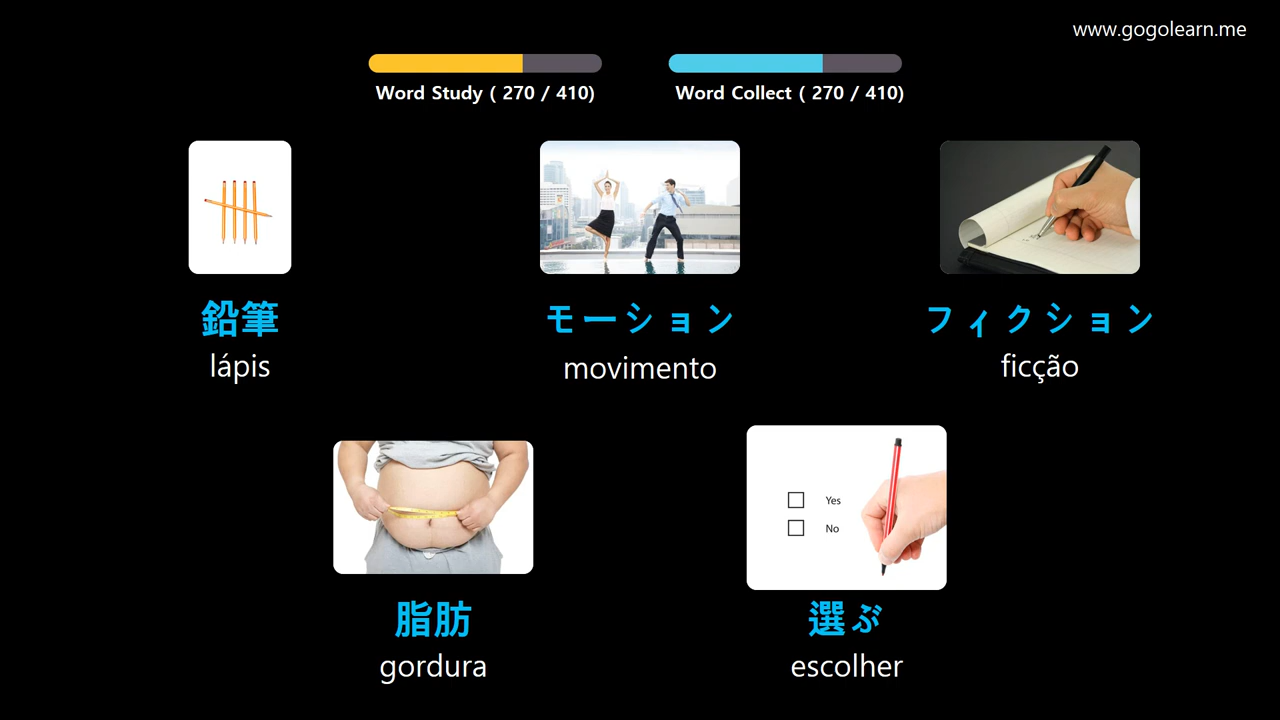 www.gogolearn.me
Word Study ( 270 / 410)
Word Collect ( 270 / 410)
鉛筆
lápis
モーション
movimento
フィクション
ficção
Yes
No
脂肪
gordura
選ぶ
escolher